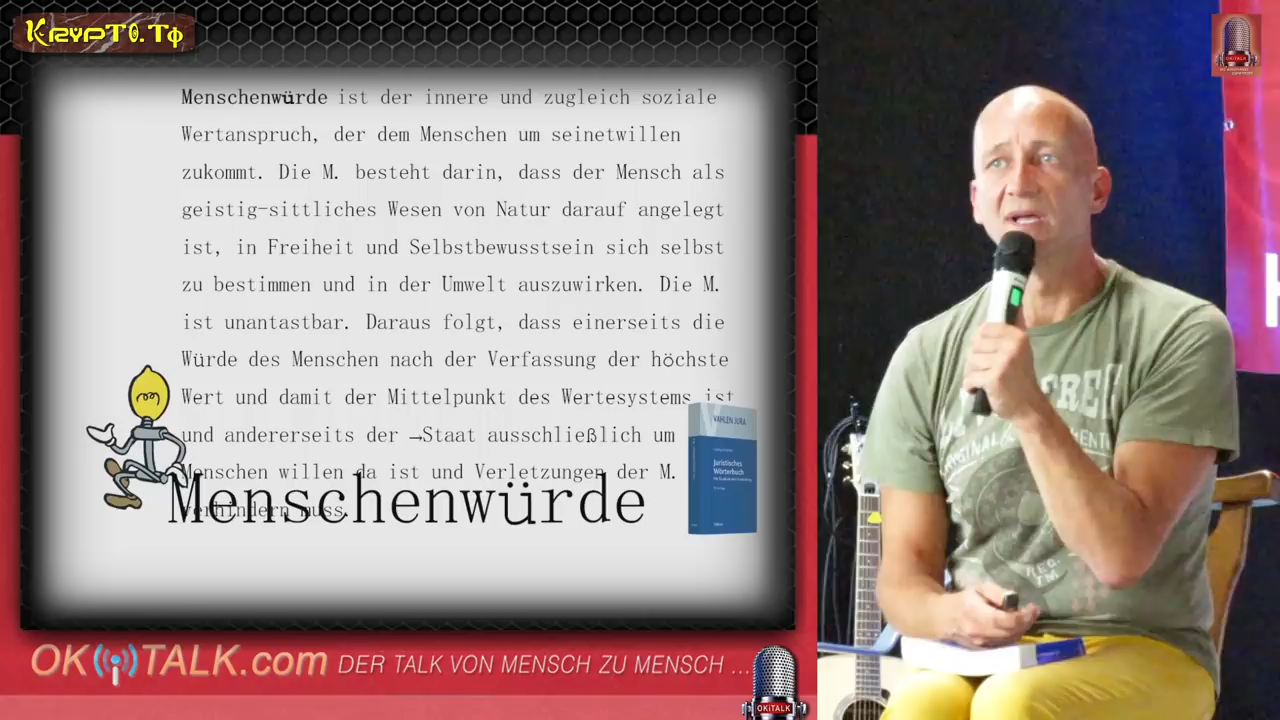 KrypT0.Tφ
Menschenwürde ist der innere und zugleich soziale
Wertanspruch, der dem Menschen um seinetwillen
zukommt. Die M. besteht darin, dass der Mensch als
geistig-sittliches Wesen von Natur darauf angelegt
ist, in Freiheit und Selbstbewusstsein sich selbst
zu bestimmen und in der Umwelt auszuwirken. Die M.
ist unantastbar. Daraus folgt, dass einerseits die
Würde des Menschen nach der Verfassung der höchste
Wert und damit der Mittelpunkt des Wertesystems ist
und andererseits der →Staat ausschließlich um
Menschen willen da ist und Verletzungen der M.
verhindern muss.
Menschenwürde
VAHLEN JURA
Juristisches
Wörterbuch
OKiTALK.com DER TALK VON MENSCH ZU MENSCH ...
OKiTALK
OKiTALK
REG.
TM